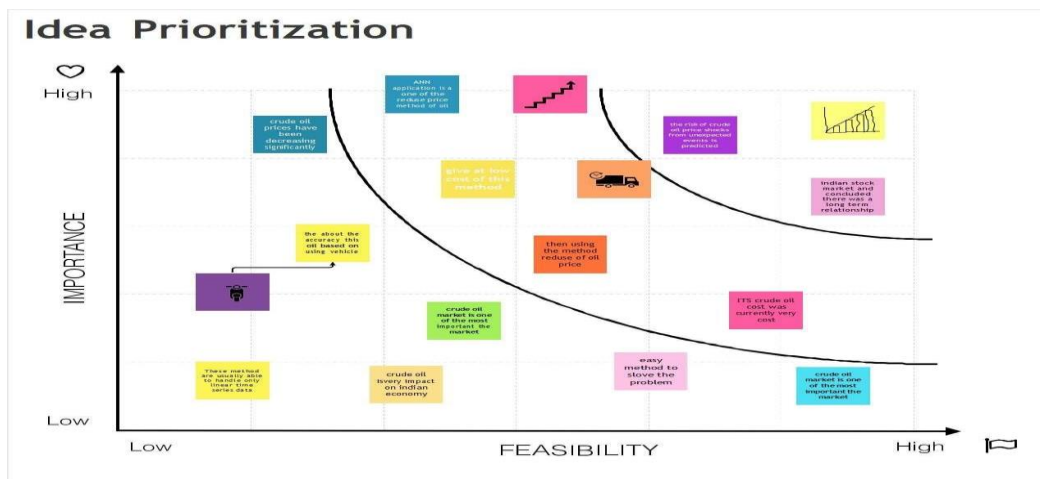 Idea Prioritization
High
ANN
application is a
one of the
reduse price
method of oil
crude oil
prices have
been
decreasing
significantly
the risk of crude
oil price shocks
from unexpected
events is
predicted
give at low
cost of this
method
Indian stock
market and
concluded
there was a
long term
relationship
the about the
accuracy this
oil based on
using vehicle
then using
the method
reduse of oil
price
IMPORTANCE
crude oil
market is one
of the most
important the
market
ITS crude oil
cost was
currently very
cost
These method
are usually able
to handle only
linear time
series data
crude oil
isvery impact
on indian
economy
easy
method to
slove the
problem
crude oil
market is one
of the most
important the
market
Low
Low
FEASIBILITY
High